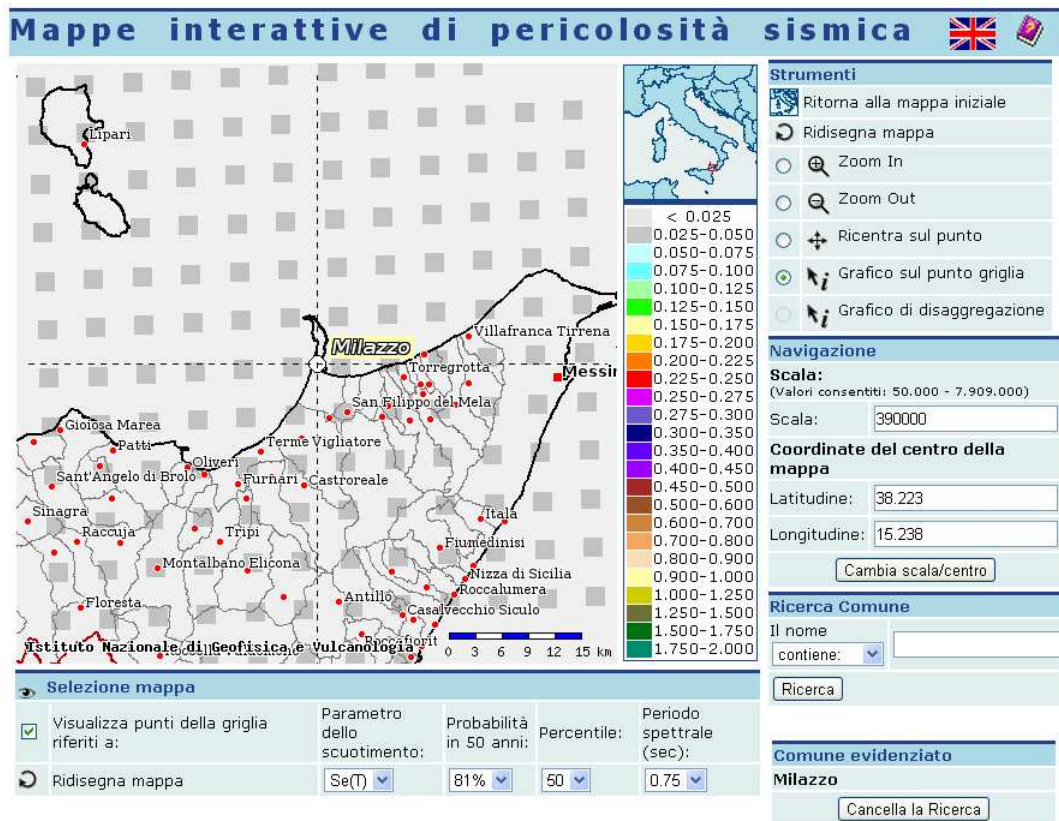 Mappe interattive di pericolosità sismica
Lipari
Milazzo
Villafranca Tirrena
Torregrotta
Messin
San Filippo del Mela
Gioiosa Marea
Patti
Terme Vigliatore
Oliveri
Sant'Angelo di Brolo
Furnari
Castroreale
Sinagra
Itala
Raccuja
Tripi
Fiumedinisi
Montalbano Elicona
Nizza di Sicilia
Roccalumera
Floresta
Antillo
Casalvecchio Siculo
Roccafiorit
Istituto Nazionale di Geofisica e Vulcanologia
0 3 6 9 12 15 km
< 0.025
0.025-0.050
0.050-0.075
0.075-0.100
0.100-0.125
0.125-0.150
0.150-0.175
0.175-0.200
0.200-0.225
0.225-0.250
0.250-0.275
0.275-0.300
0.300-0.350
0.350-0.400
0.400-0.450
0.450-0.500
0.500-0.600
0.600-0.700
0.700-0.800
0.800-0.900
0.900-1.000
1.000-1.250
1.250-1.500
1.500-1.750
1.750-2.000
Strumenti
Ritorna alla mappa iniziale
Ridisegna mappa
Zoom In
Zoom Out
Ricentra sul punto
Grafico sul punto griglia
Grafico di disaggregazione
Navigazione
Scala:
(Valori consentiti: 50.000 - 7.909.000)
Scala: 390000
Coordinate del centro della
mappa
Latitudine: 38.223
Longitudine: 15.238
Cambia scala/centro
Ricerca Comune
Il nome
contiene:
Ricerca
Comune evidenziato
Milazzo
Cancella la Ricerca
Selezione mappa
Visualizza punti della griglia
riferiti a:
Parametro
dello
scuotimento:
Probabilità
in 50 anni:
Percentile:
Periodo
spettrale
(sec):
Ridisegna mappa
Se(T)
81%
50
0.75